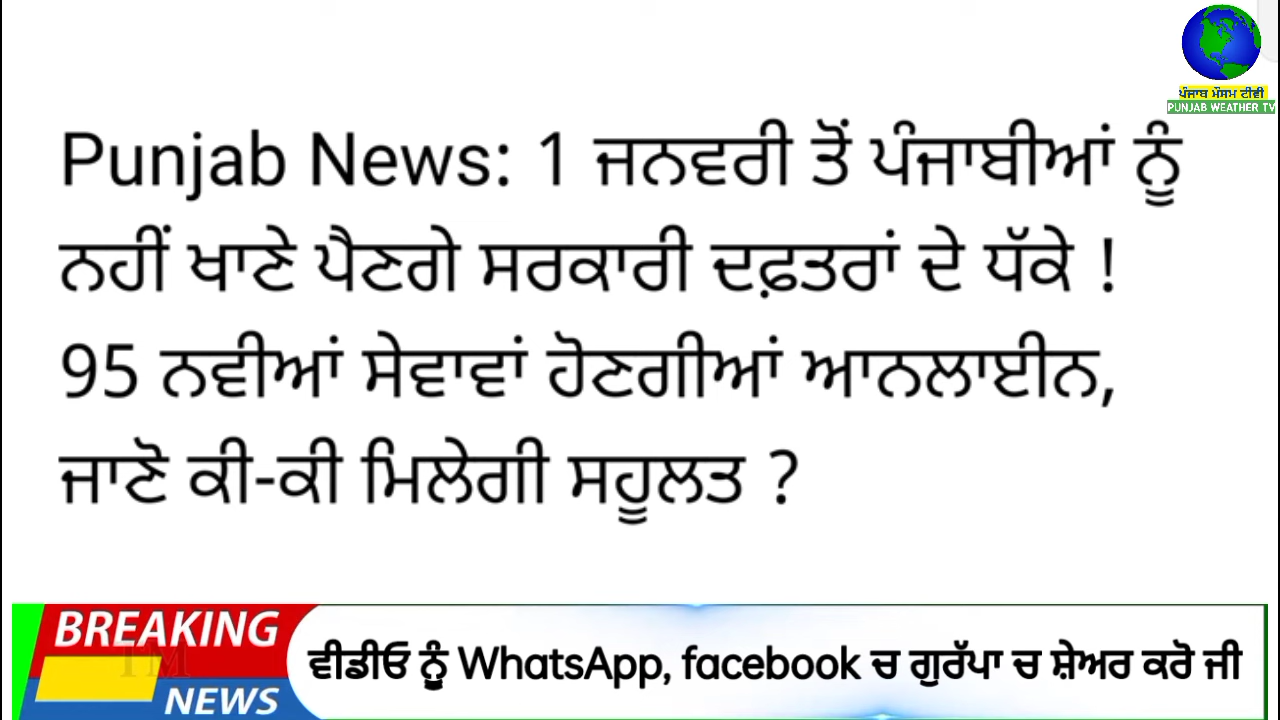 ਪੰਜਾਬ ਮੌਸਮ ਟੀਵੀ
PUNJAB WEATHER TV
Punjab News: 1 ਜਨਵਰੀ ਤੋਂ ਪੰਜਾਬੀਆਂ ਨੂੰ
ਨਹੀਂ ਖਾਣੇ ਪੈਣਗੇ ਸਰਕਾਰੀ ਦਫ਼ਤਰਾਂ ਦੇ ਧੱਕੇ !
95 ਨਵੀਆਂ ਸੇਵਾਵਾਂ ਹੋਣਗੀਆਂ ਆਨਲਾਈਨ,
ਜਾਣੋ ਕੀ-ਕੀ ਮਿਲੇਗੀ ਸਹੂਲਤ ?
BREAKING
NEWS
ਵੀਡੀਓ ਨੂੰ WhatsApp, facebook ਚ ਗੁਰੱਪਾ ਚ ਸ਼ੇਅਰ ਕਰੋ ਜੀ